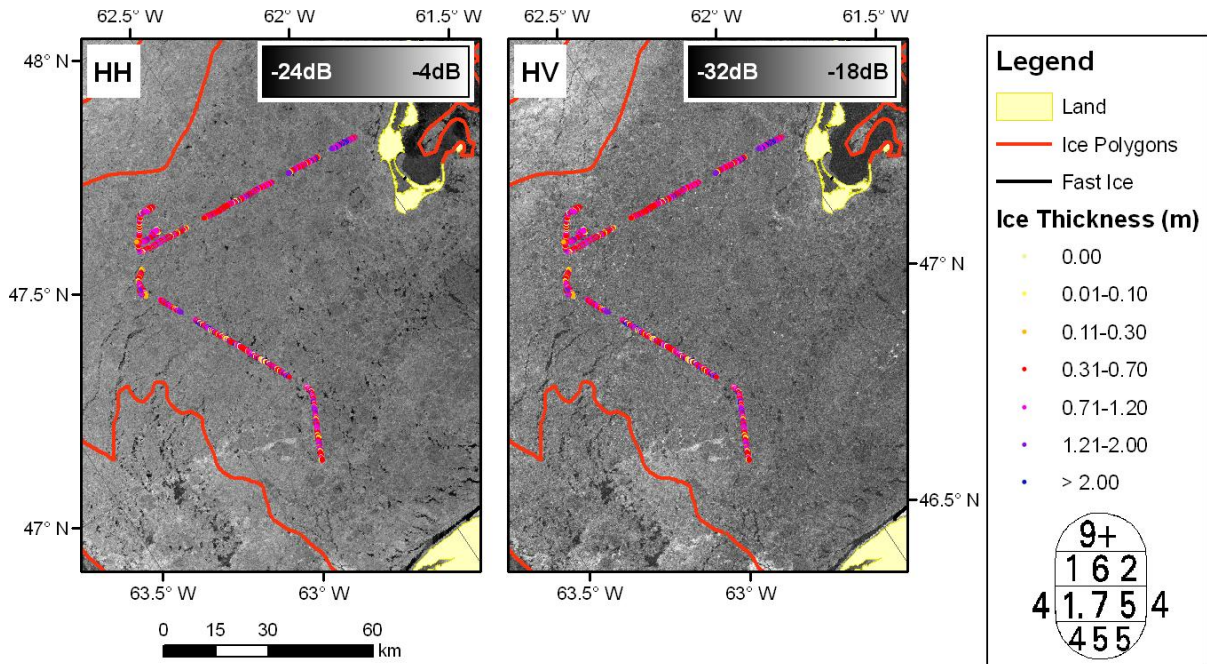 62.5° W 62° W 61.5° W
62.5° W 62° W 61.5° W
HH
-24dB -4dB
HV
-32dB -18dB
48° N
47.5° N
47° N
47° N
46.5° N
63.5° W 63° W
63.5° W 63° W
0 15 30 60
km
Legend
Land
Ice Polygons
Fast Ice
Ice Thickness (m)
0.00
0.01-0.10
0.11-0.30
0.31-0.70
0.71-1.20
1.21-2.00
> 2.00
9+
1 6 2
4 1. 7 5 4
4 5 5